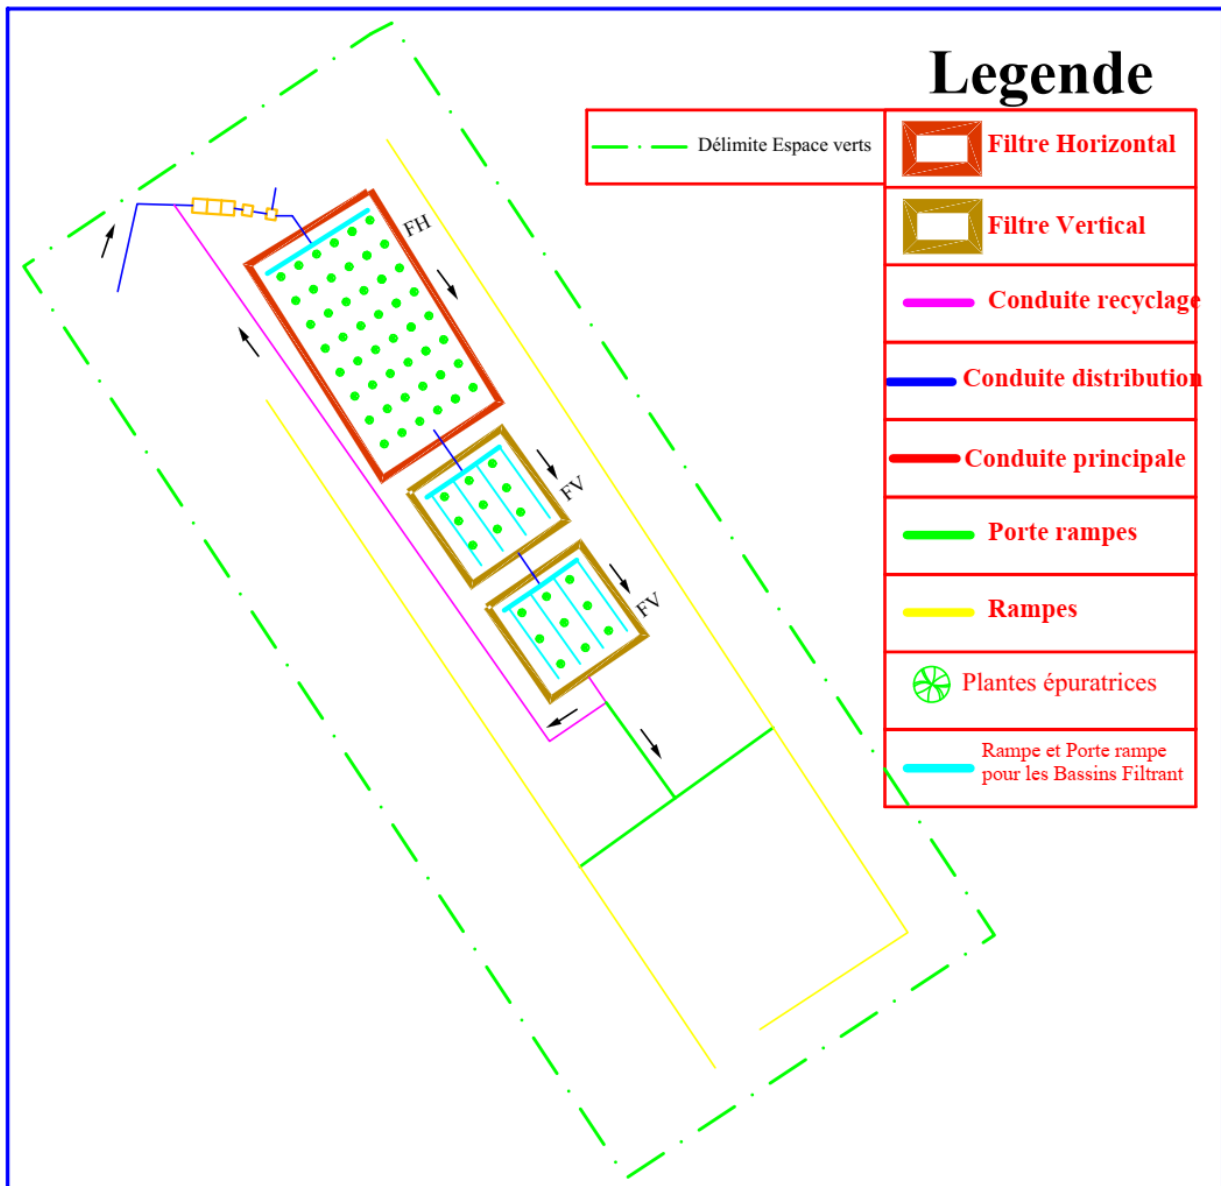 Legende
Délimite Espace verts
Filtre Horizontal
Filtre Vertical
Conduite recyclage
Conduite distribution
Conduite principale
Porte rampes
Rampes
Plantes épuratrices
Rampe et Porte rampe
pour les Bassins Filtrant
FH
FV
FV